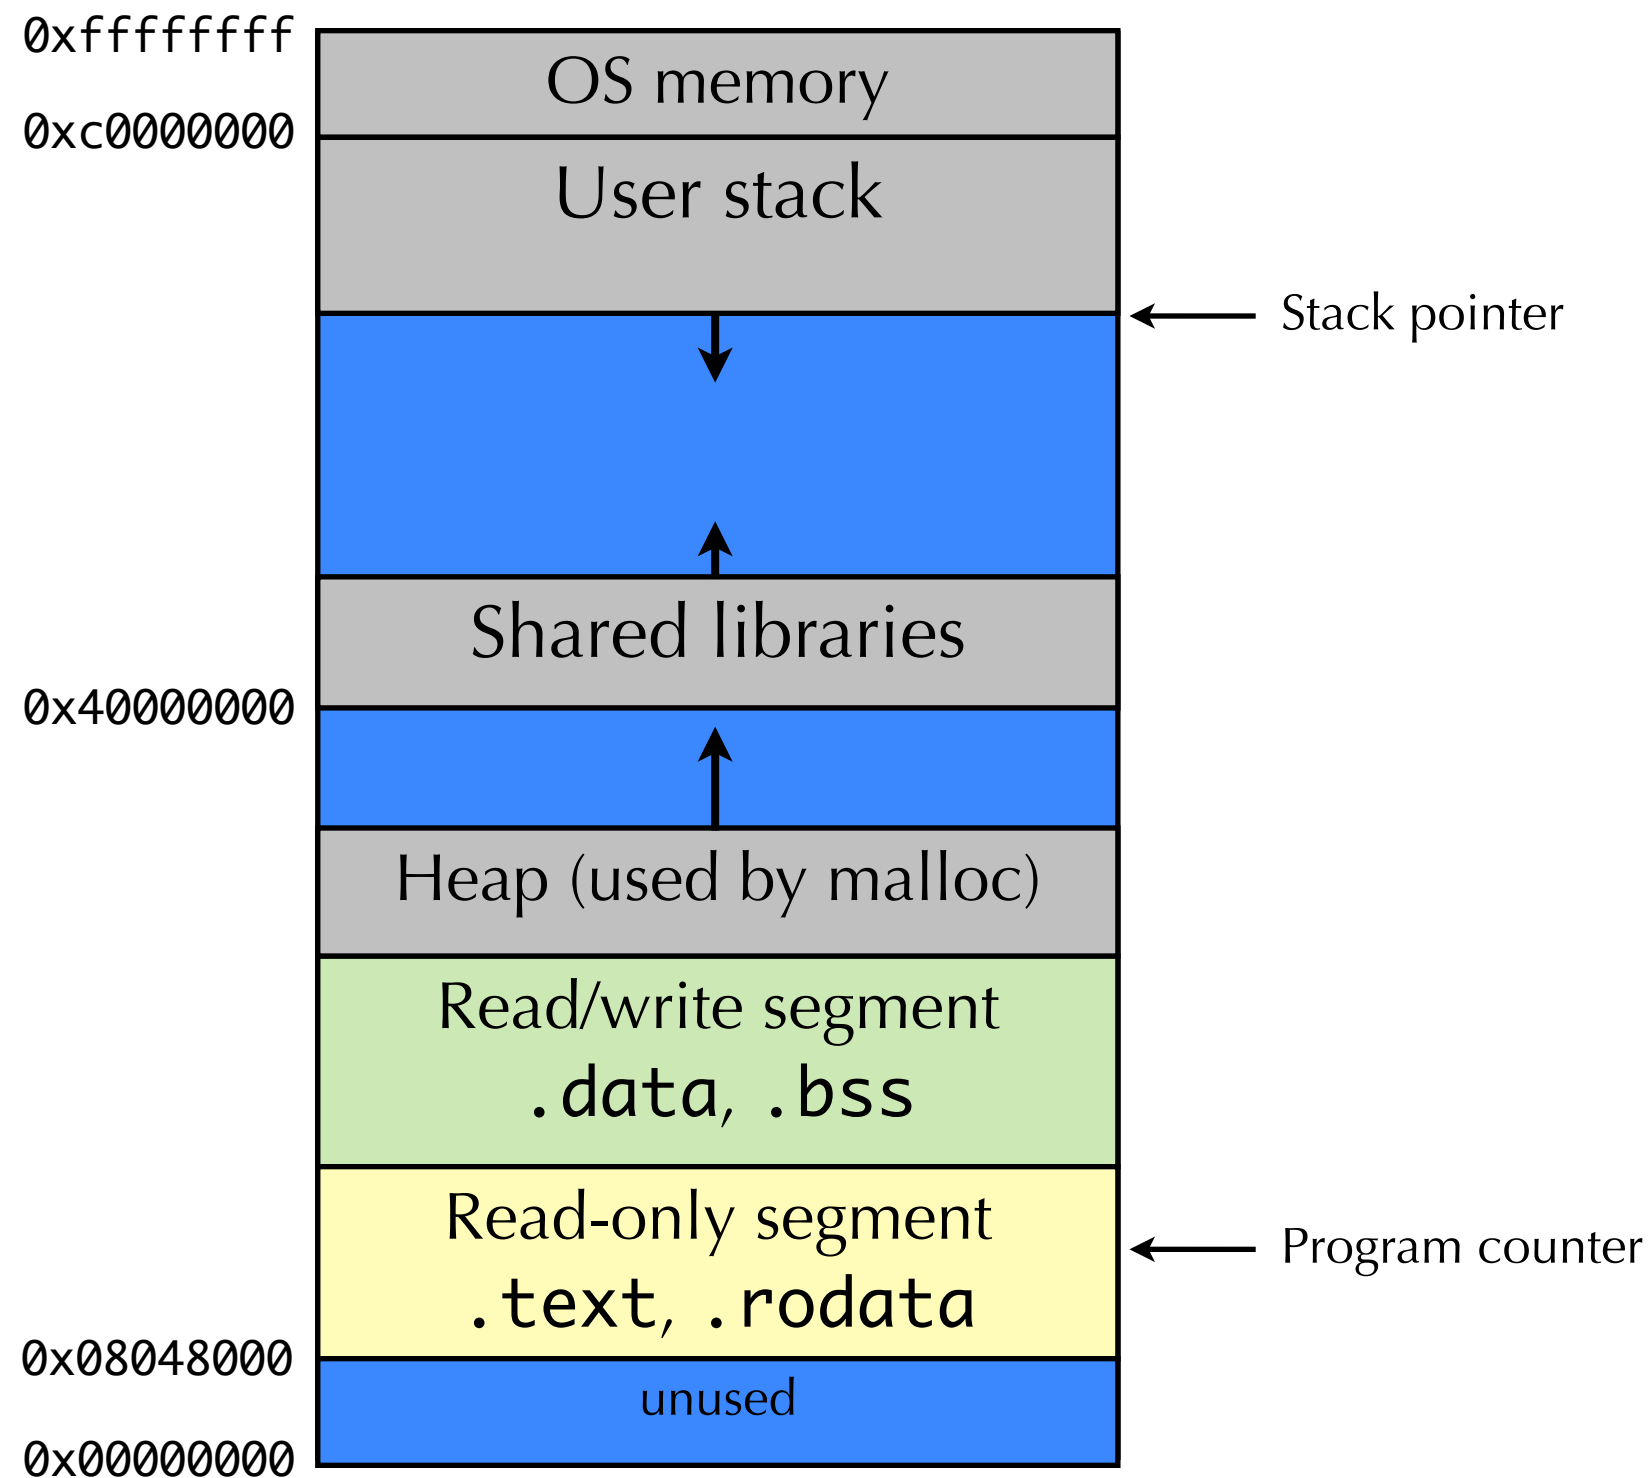 0xffffffff
OS memory
0xc0000000
User stack
Stack pointer
Shared libraries
0x40000000
Heap (used by malloc)
Read/write segment
.data, .bss
Read-only segment
Program counter
.text, .rodata
0x08048000
unused
0x00000000